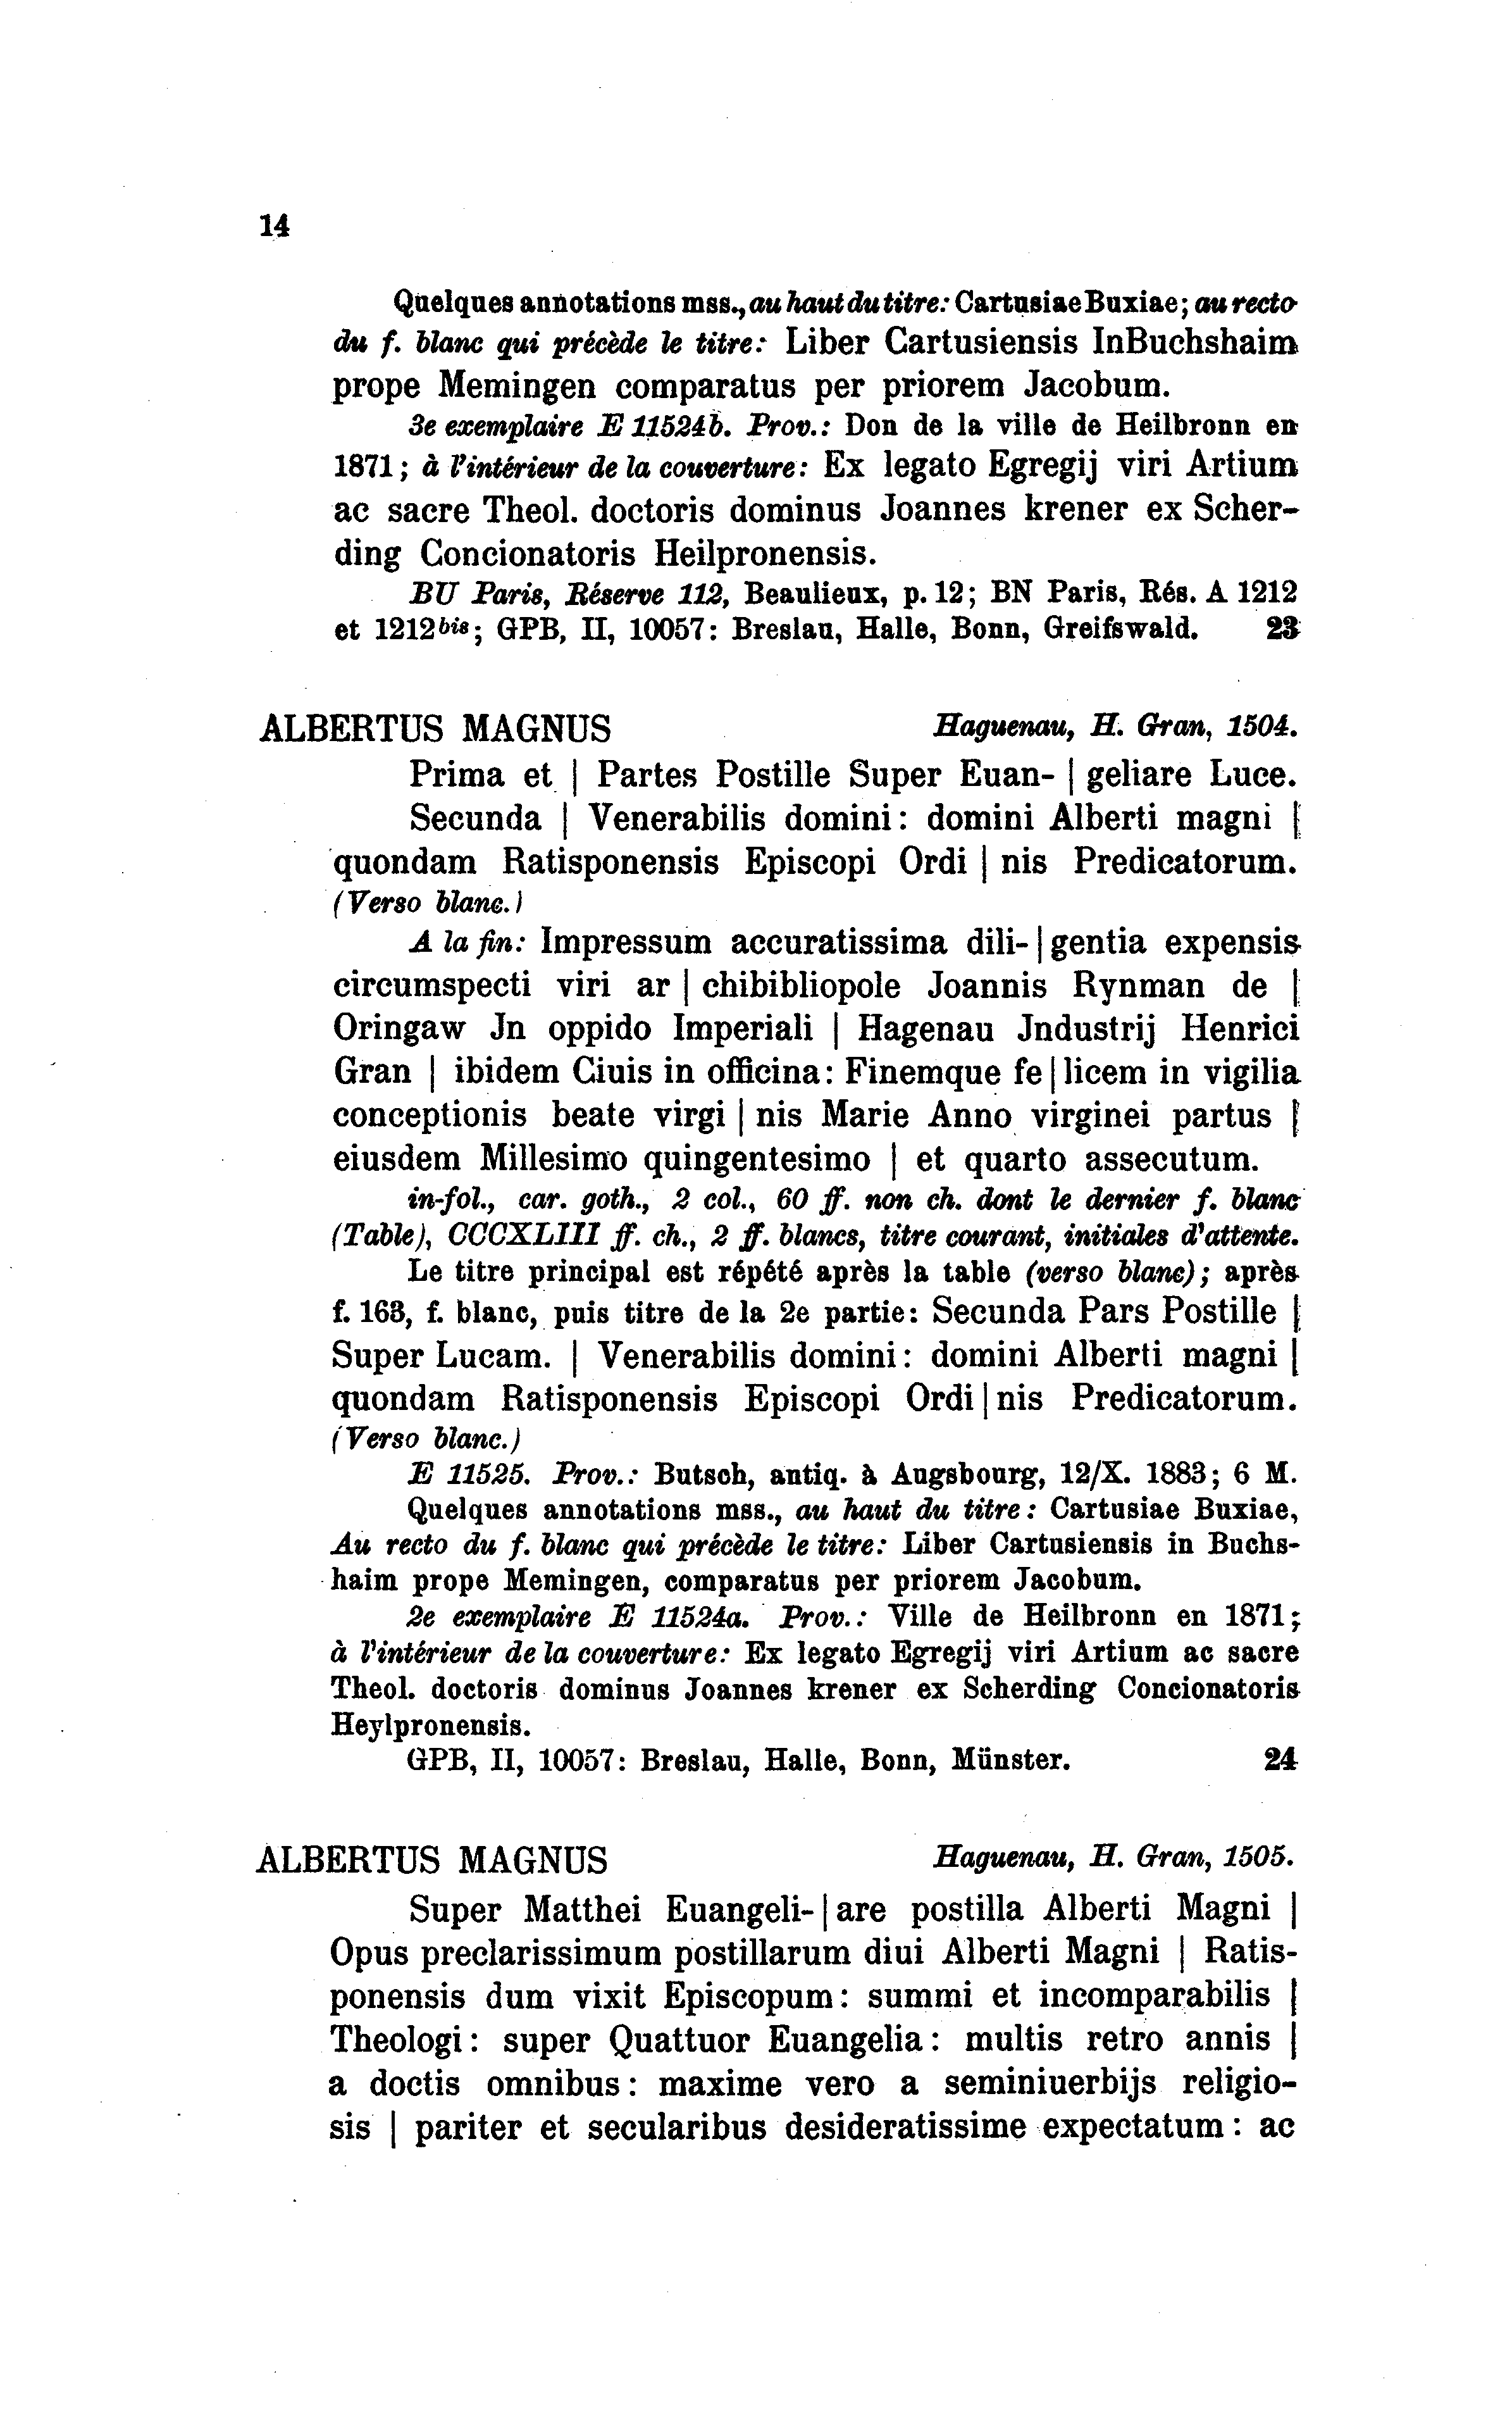 14
Quelques annotations mss., au haut du titre: Cartusiae Buxiae; au recto
du f. blanc qui précède le titre: Liber Cartusiensis InBuchshaim
prope Memingen comparatus per priorem Jacobum.
3e exemplaire E 11524b. Prov.: Don de la ville de Heilbronn en
1871; à l'intérieur de la couverture: Ex legato Egregij viri Artium
ac sacre Theol. doctoris dominus Joannes krener ex Scher-
ding Concionatoris Heilpronensis.
BU Paris, Réserve 112, Beaulieux, p. 12; BN Paris, Rés. A 1212
et 1212bis; GPB, II, 10057: Breslau, Halle, Bonn, Greifswald. 23
ALBERTUS MAGNUS Haguenau, H. Gran, 1504.
Prima et | Partes Postille Super Euan- | geliare Luce.
Secunda | Venerabilis domini: domini Alberti magni |
quondam Ratisponensis Episcopi Ordi | nis Predicatorum.
(Verso blanc.)
A la fin: Impressum accuratissima dili- | gentia expensis
circumspecti viri ar | chibibliopole Joannis Rynman de |
Oringaw Jn oppido Imperiali | Hagenau Jndustrij Henrici
Gran | ibidem Ciuis in officina: Finemque fe | licem in vigilia
conceptionis beate virgi | nis Marie Anno virginei partus |
eiusdem Millesimo quingentesimo | et quarto assecutum.
in-fol., car. goth., 2 col., 60 ff. non ch. dont le dernier f. blanc
(Table), CCCXLIII ff. ch., 2 ff. blancs, titre courant, initiales d'attente.
Le titre principal est répété après la table (verso blanc); après
f. 163, f. blanc, puis titre de la 2e partie: Secunda Pars Postille |
Super Lucam. | Venerabilis domini: domini Alberti magni |
quondam Ratisponensis Episcopi Ordi | nis Predicatorum.
(Verso blanc.)
E 11525. Prov.: Butsch, antiq. à Augsbourg, 12/X. 1883; 6 M.
Quelques annotations mss., au haut du titre: Cartusiae Buxiae,
Au recto du f. blanc qui précède le titre: Liber Cartusiensis in Buchs-
haim prope Memingen, comparatus per priorem Jacobum.
2e exemplaire E 11524a. Prov.: Ville de Heilbronn en 1871;
à l'intérieur de la couverture: Ex legato Egregij viri Artium ac sacre
Theol. doctoris dominus Joannes krener ex Scherding Concionatoris
Heylpronensis.
GPB, II, 10057: Breslau, Halle, Bonn, Münster. 24
ALBERTUS MAGNUS Haguenau, H. Gran, 1505.
Super Matthei Euangeli- | are postilla Alberti Magni |
Opus preclarissimum postillarum diui Alberti Magni | Ratis-
ponensis dum vixit Episcopum: summi et incomparabilis |
Theologi: super Quattuor Euangelia: multis retro annis |
a doctis omnibus: maxime vero a seminiuerbijs religio-
sis | pariter et secularibus desideratissime expectatum: ac